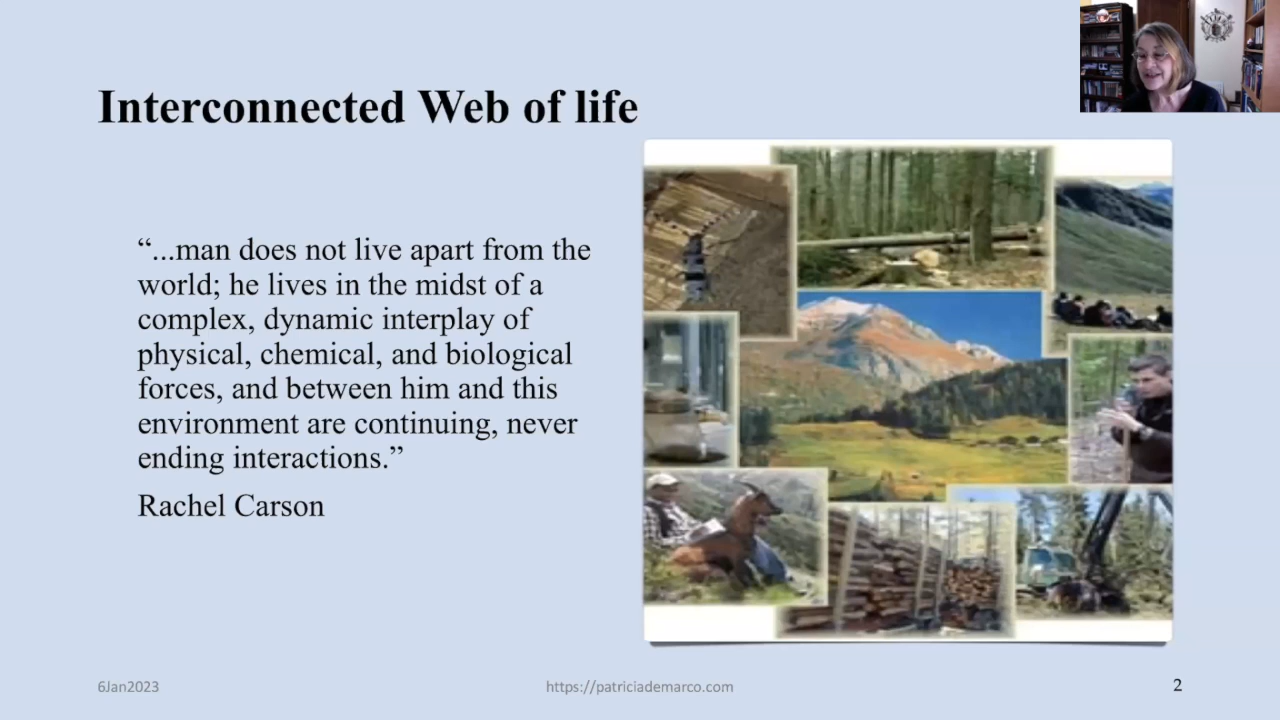 Interconnected Web of life
“...man does not live apart from the
world; he lives in the midst of a
complex, dynamic interplay of
physical, chemical, and biological
forces, and between him and this
environment are continuing, never
ending interactions.”
Rachel Carson
6Jan2023
https://patriciademarco.com
2